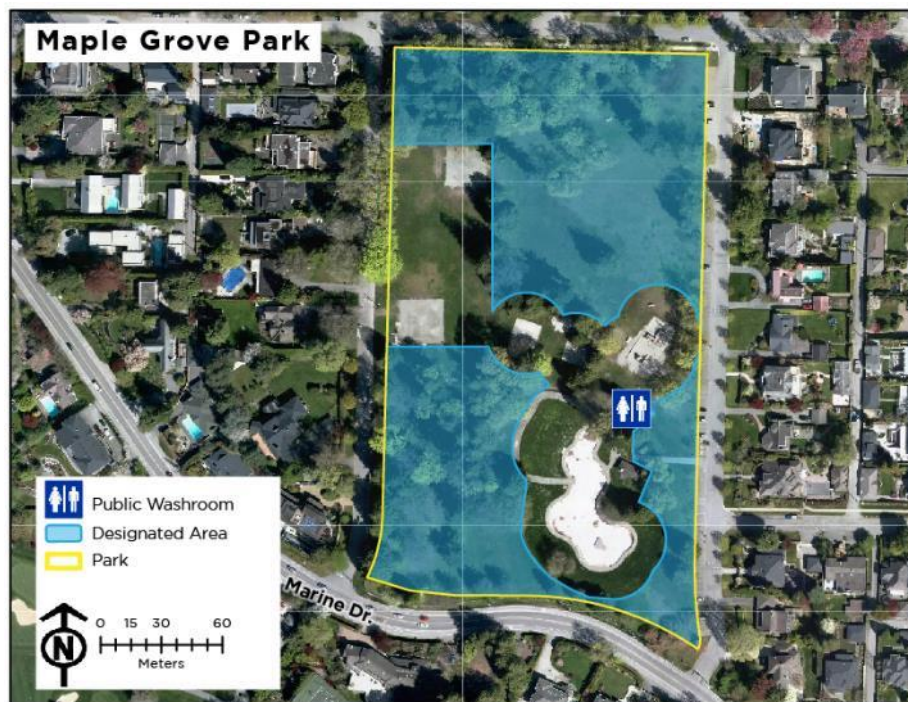 Maple Grove Park
Public Washroom
Designated Area
Park
Marine Dr.
N
0 15 30 60
Meters